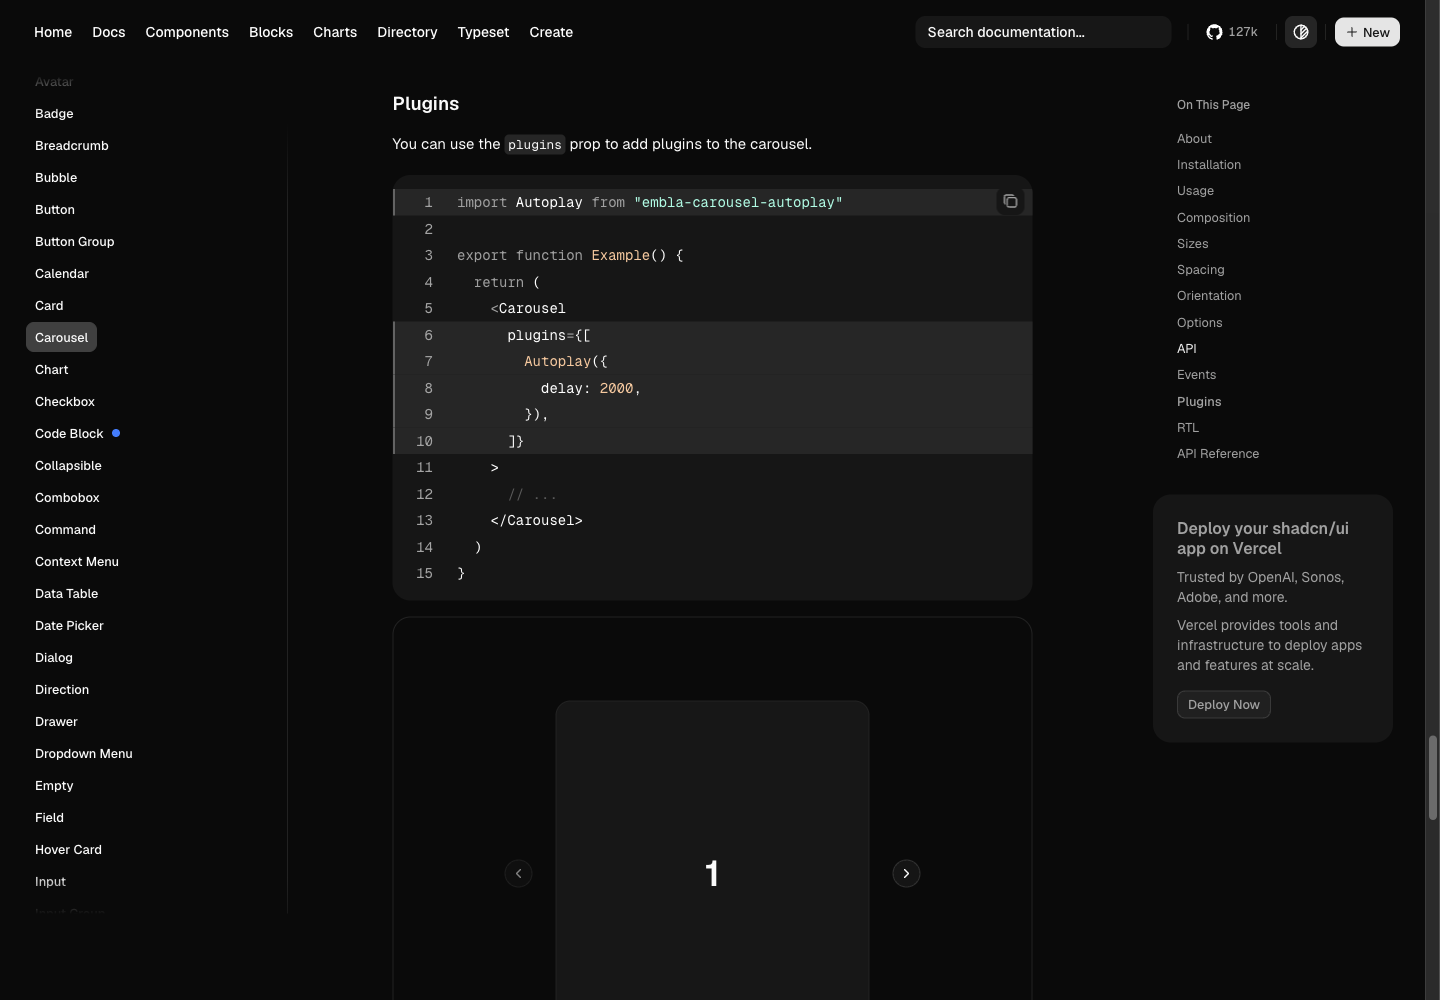 Home Docs Components Blocks Charts Directory Typeset Create
Search documentation... 127k New
Avatar
Badge
Breadcrumb
Bubble
Button
Button Group
Calendar
Card
Carousel
Chart
Checkbox
Code Block
Collapsible
Combobox
Command
Context Menu
Data Table
Date Picker
Dialog
Direction
Drawer
Dropdown Menu
Empty
Field
Hover Card
Input
Input Group
Plugins
You can use the plugins prop to add plugins to the carousel.
1 import Autoplay from "embla-carousel-autoplay"
2
3 export function Example() {
4 return (
5 <Carousel
6 plugins={[
7 Autoplay({
8 delay: 2000,
9 }),
10 ]}
11 >
12 // ...
13 </Carousel>
14 )
15 }
1
On This Page
About
Installation
Usage
Composition
Sizes
Spacing
Orientation
Options
API
Events
Plugins
RTL
API Reference
Deploy your shadcn/ui
app on Vercel
Trusted by OpenAI, Sonos,
Adobe, and more.
Vercel provides tools and
infrastructure to deploy apps
and features at scale.
Deploy Now